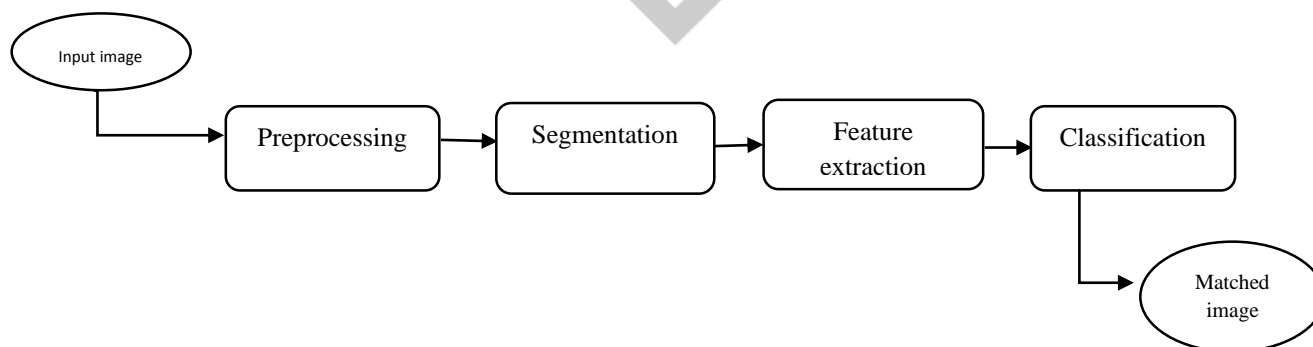 Input image
Preprocessing
Segmentation
Feature
extraction
Classification
Matched
image